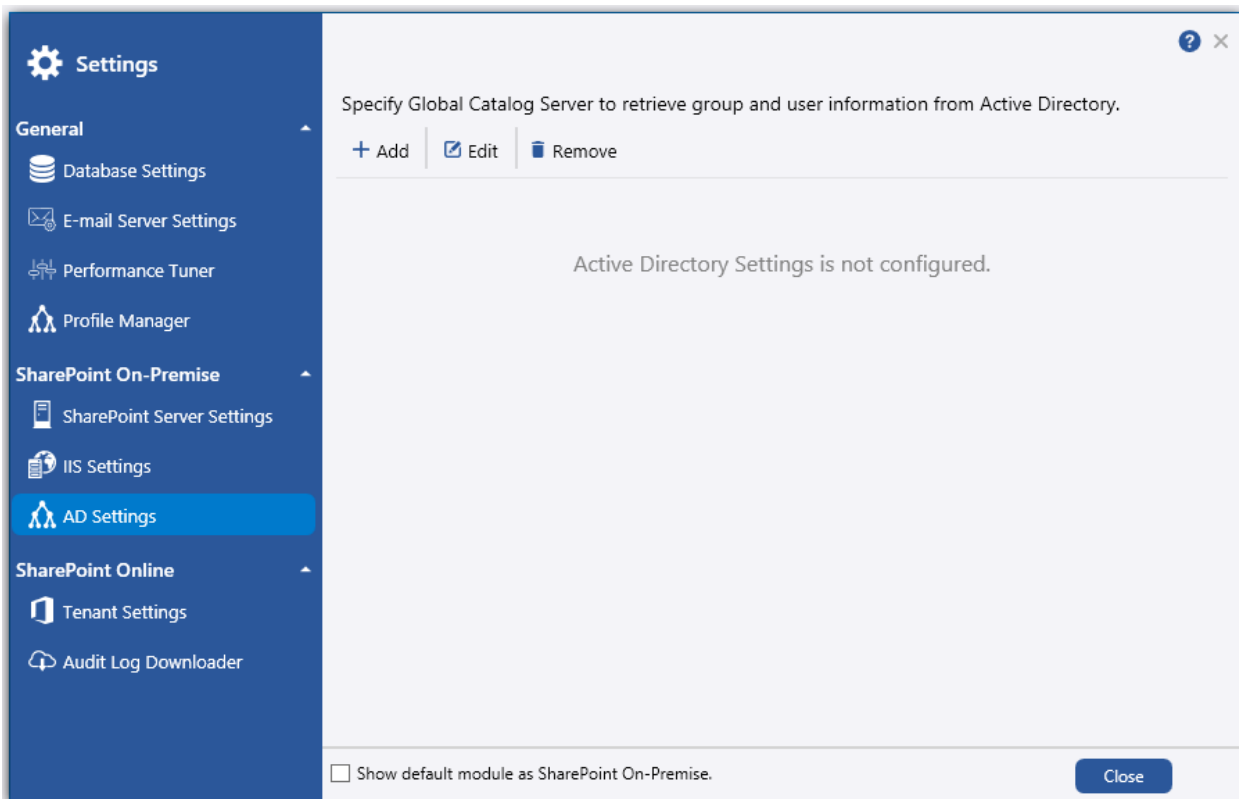 Settings
General
Database Settings
E-mail Server Settings
Performance Tuner
Profile Manager
SharePoint On-Premise
SharePoint Server Settings
IIS Settings
AD Settings
SharePoint Online
Tenant Settings
Audit Log Downloader
?
Specify Global Catalog Server to retrieve group and user information from Active Directory.
+ Add Edit Remove
Active Directory Settings is not configured.
Show default module as SharePoint On-Premise.
Close